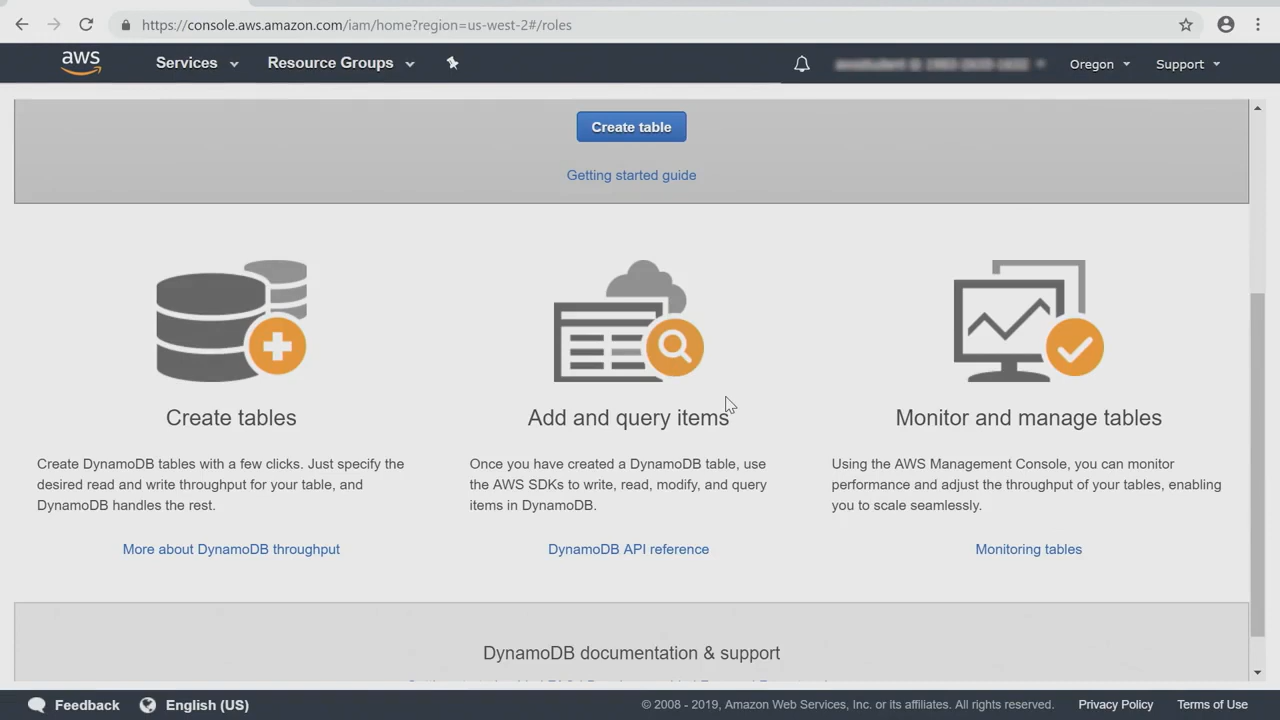 https://console.aws.amazon.com/iam/home?region=us-west-2#/roles
aws
Services
Resource Groups
Oregon
Support
Create table
Getting started guide
Create tables
Create DynamoDB tables with a few clicks. Just specify the
desired read and write throughput for your table, and
DynamoDB handles the rest.
More about DynamoDB throughput
Add and query items
Once you have created a DynamoDB table, use
the AWS SDKs to write, read, modify, and query
items in DynamoDB.
DynamoDB API reference
Monitor and manage tables
Using the AWS Management Console, you can monitor
performance and adjust the throughput of your tables, enabling
you to scale seamlessly.
Monitoring tables
DynamoDB documentation & support
Feedback
English (US)
© 2008 - 2019, Amazon Web Services, Inc. or its affiliates. All rights reserved.
Privacy Policy
Terms of Use